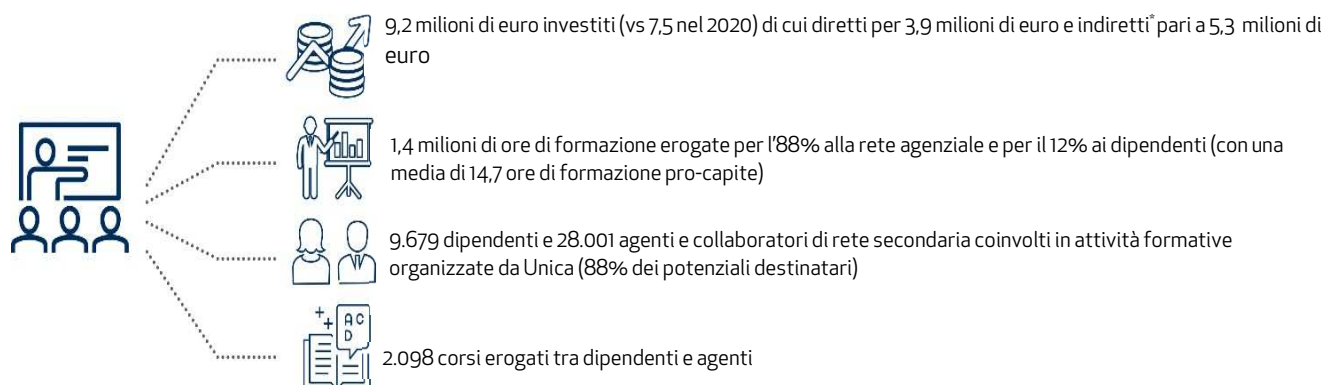 9,2 milioni di euro investiti (vs 7,5 nel 2020) di cui diretti per 3,9 milioni di euro e indiretti* pari a 5,3 milioni di
euro
1,4 milioni di ore di formazione erogate per l'88% alla rete agenziale e per il 12% ai dipendenti (con una
media di 14,7 ore di formazione pro-capite)
9.679 dipendenti e 28.001 agenti e collaboratori di rete secondaria coinvolti in attività formative
organizzate da Unica (88% dei potenziali destinatari)
A C
D
2.098 corsi erogati tra dipendenti e agenti